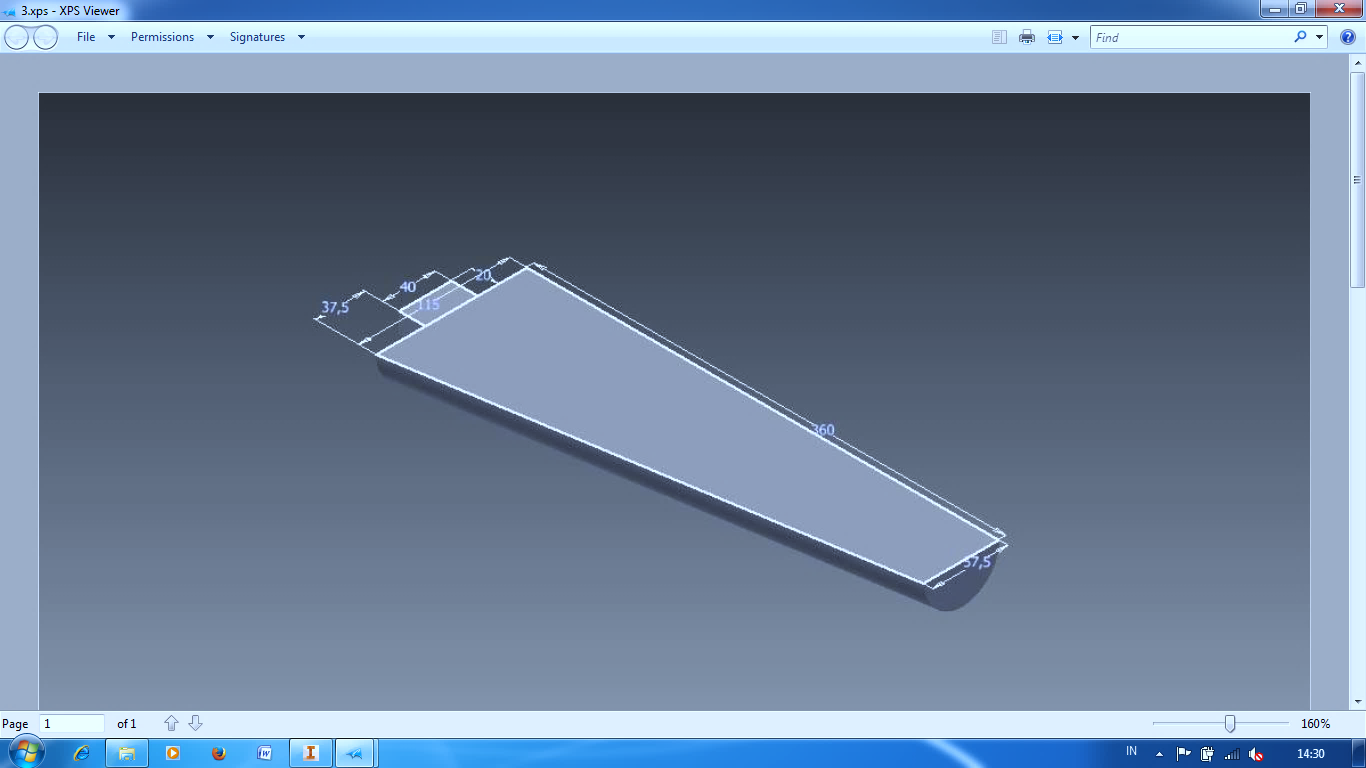 3.xps - XPS Viewer
File Permissions Signatures
Find
20
40
37,5
115
360
57,5
Page 1 of 1
160%
IN
14:30